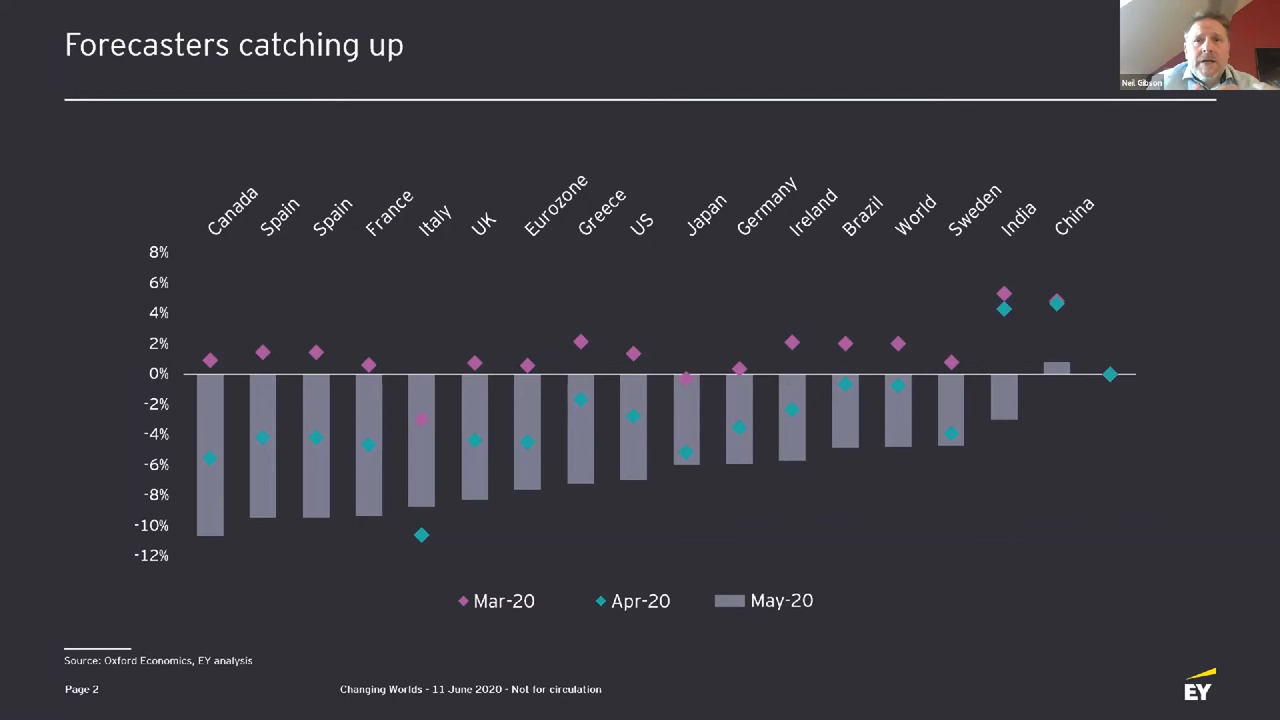 Forecasters catching up
Neil Gibson
Canada
Spain
Spain
France
Italy
UK
Eurozone
Greece
US
Japan
Germany
Ireland
Brazil
World
Sweden
India
China
8%
6%
4%
2%
0%
-2%
-4%
-6%
-8%
-10%
-12%
Mar-20
Apr-20
May-20
Source: Oxford Economics, EY analysis
Page 2
Changing Worlds - 11 June 2020 - Not for circulation
EY